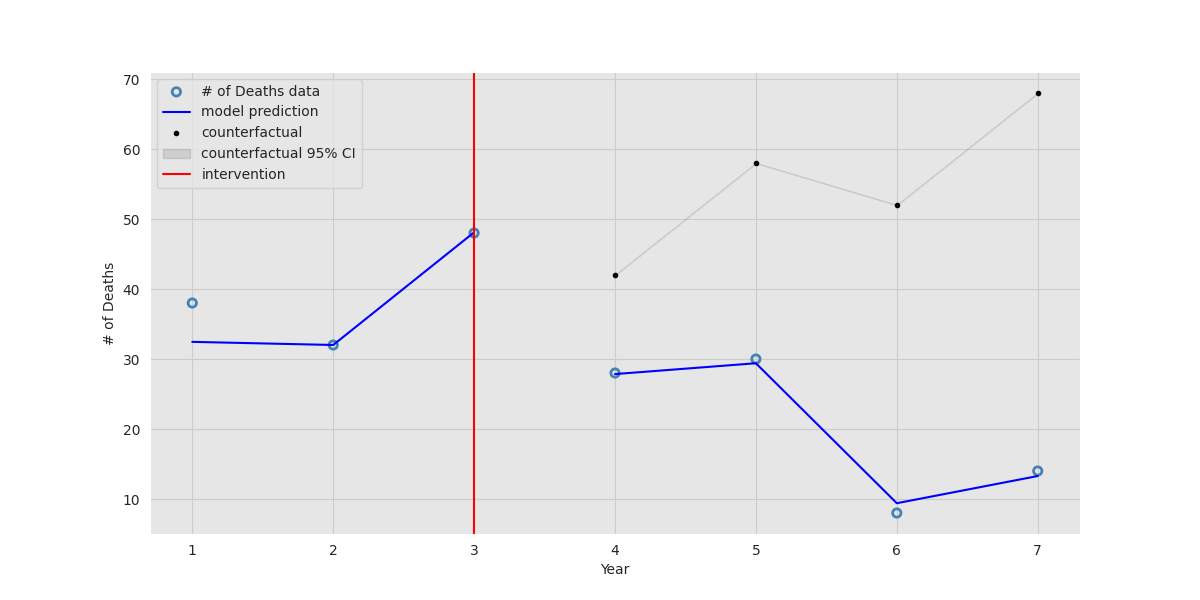 # of Deaths data
model prediction
counterfactual
counterfactual 95% CI
intervention
# of Deaths
70
60
50
40
30
20
10
1 2 3 4 5 6 7
Year